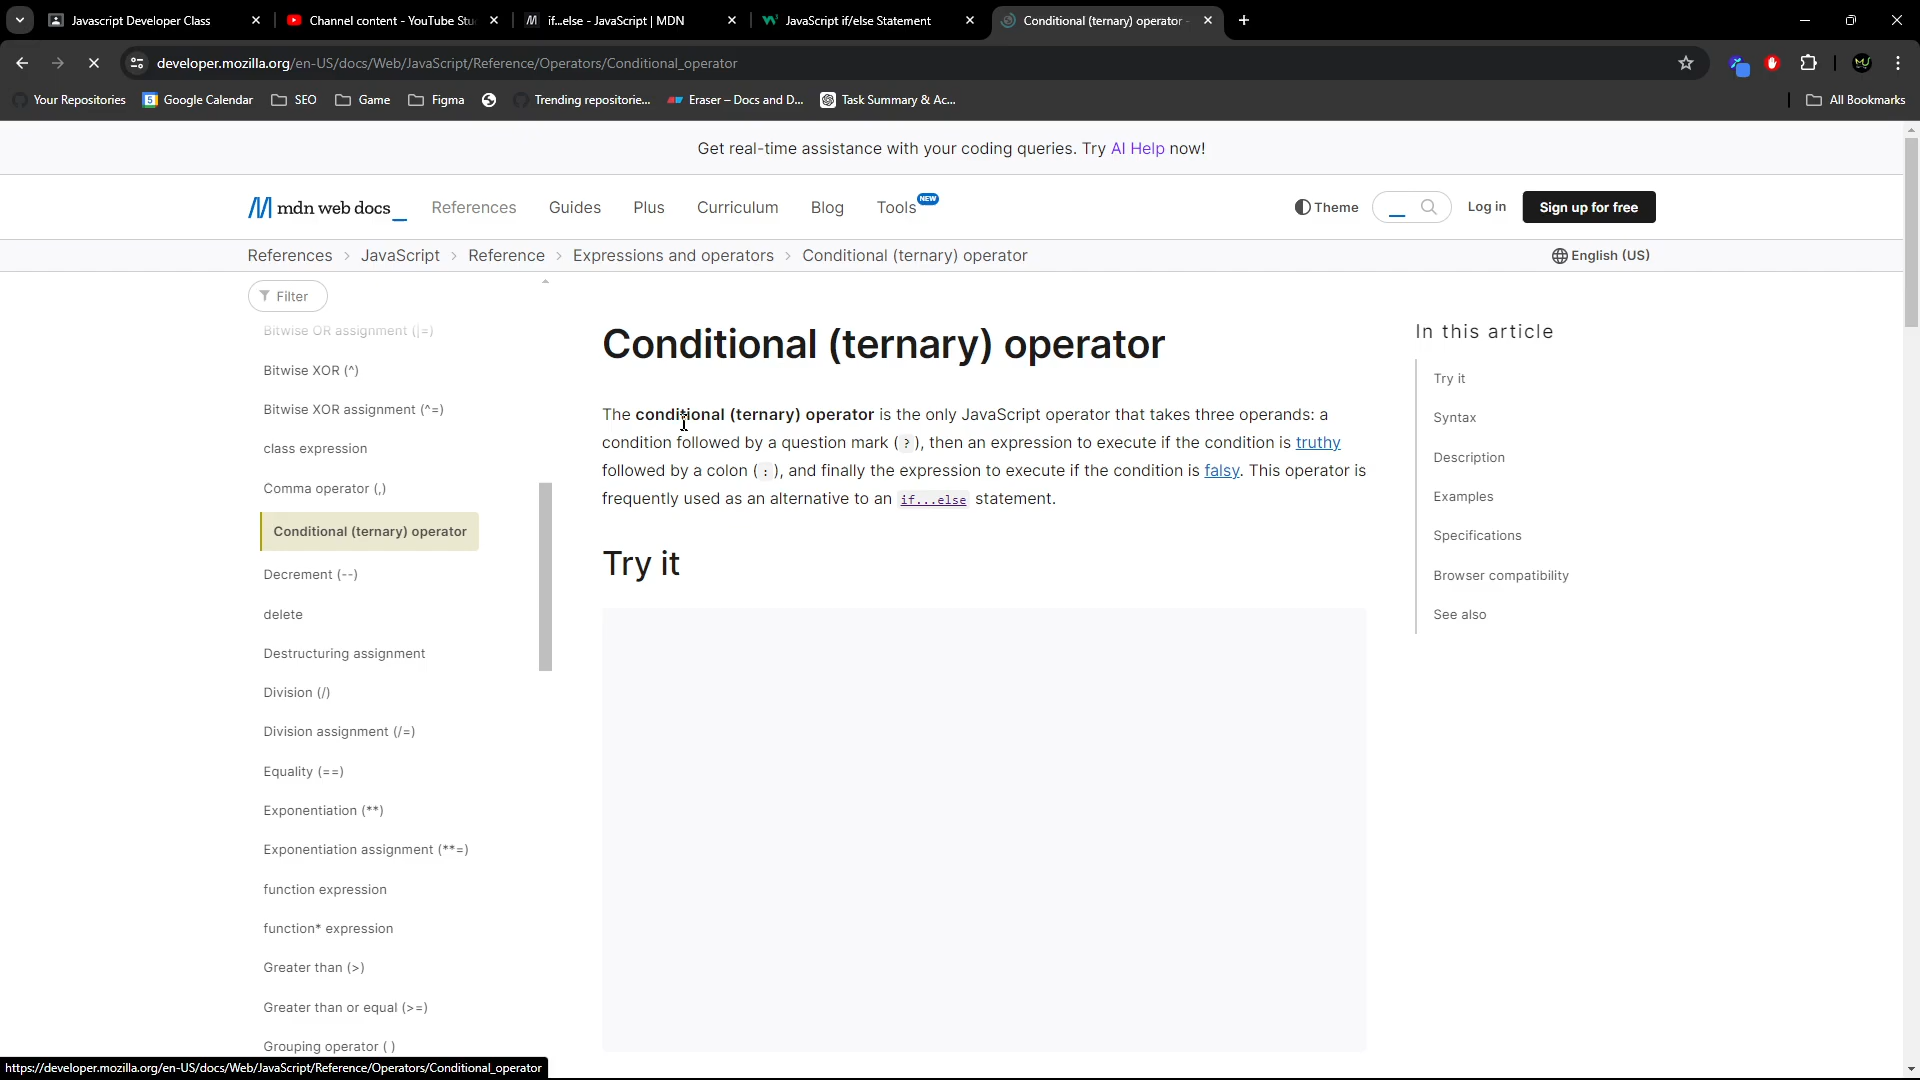 Javascript Developer Class
Channel content - YouTube Stu
if...else - JavaScript | MDN
JavaScript if/else Statement
Conditional (ternary) operator -
developer.mozilla.org/en-US/docs/Web/JavaScript/Reference/Operators/Conditional_operator
Your Repositories
Google Calendar
SEO
Game
Figma
Trending repositorie...
Eraser – Docs and D...
Task Summary & Ac...
All Bookmarks
Get real-time assistance with your coding queries. Try AI Help now!
mdn web docs_
References
Guides
Plus
Curriculum
Blog
Tools
NEW
Theme
Log in
Sign up for free
References > JavaScript > Reference > Expressions and operators > Conditional (ternary) operator
English (US)
Filter
Bitwise OR assignment (|=)
Bitwise XOR (^)
Bitwise XOR assignment (^=)
class expression
Comma operator (,)
Conditional (ternary) operator
Decrement (--)
delete
Destructuring assignment
Division (/)
Division assignment (/=)
Equality (==)
Exponentiation (**)
Exponentiation assignment (**=)
function expression
function* expression
Greater than (>)
Greater than or equal (>=)
Grouping operator ( )
Conditional (ternary) operator
The conditional (ternary) operator is the only JavaScript operator that takes three operands: a
condition followed by a question mark (?), then an expression to execute if the condition is truthy
followed by a colon (:), and finally the expression to execute if the condition is falsy. This operator is
frequently used as an alternative to an if...else statement.
Try it
In this article
Try it
Syntax
Description
Examples
Specifications
Browser compatibility
See also
https://developer.mozilla.org/en-US/docs/Web/JavaScript/Reference/Operators/Conditional_operator